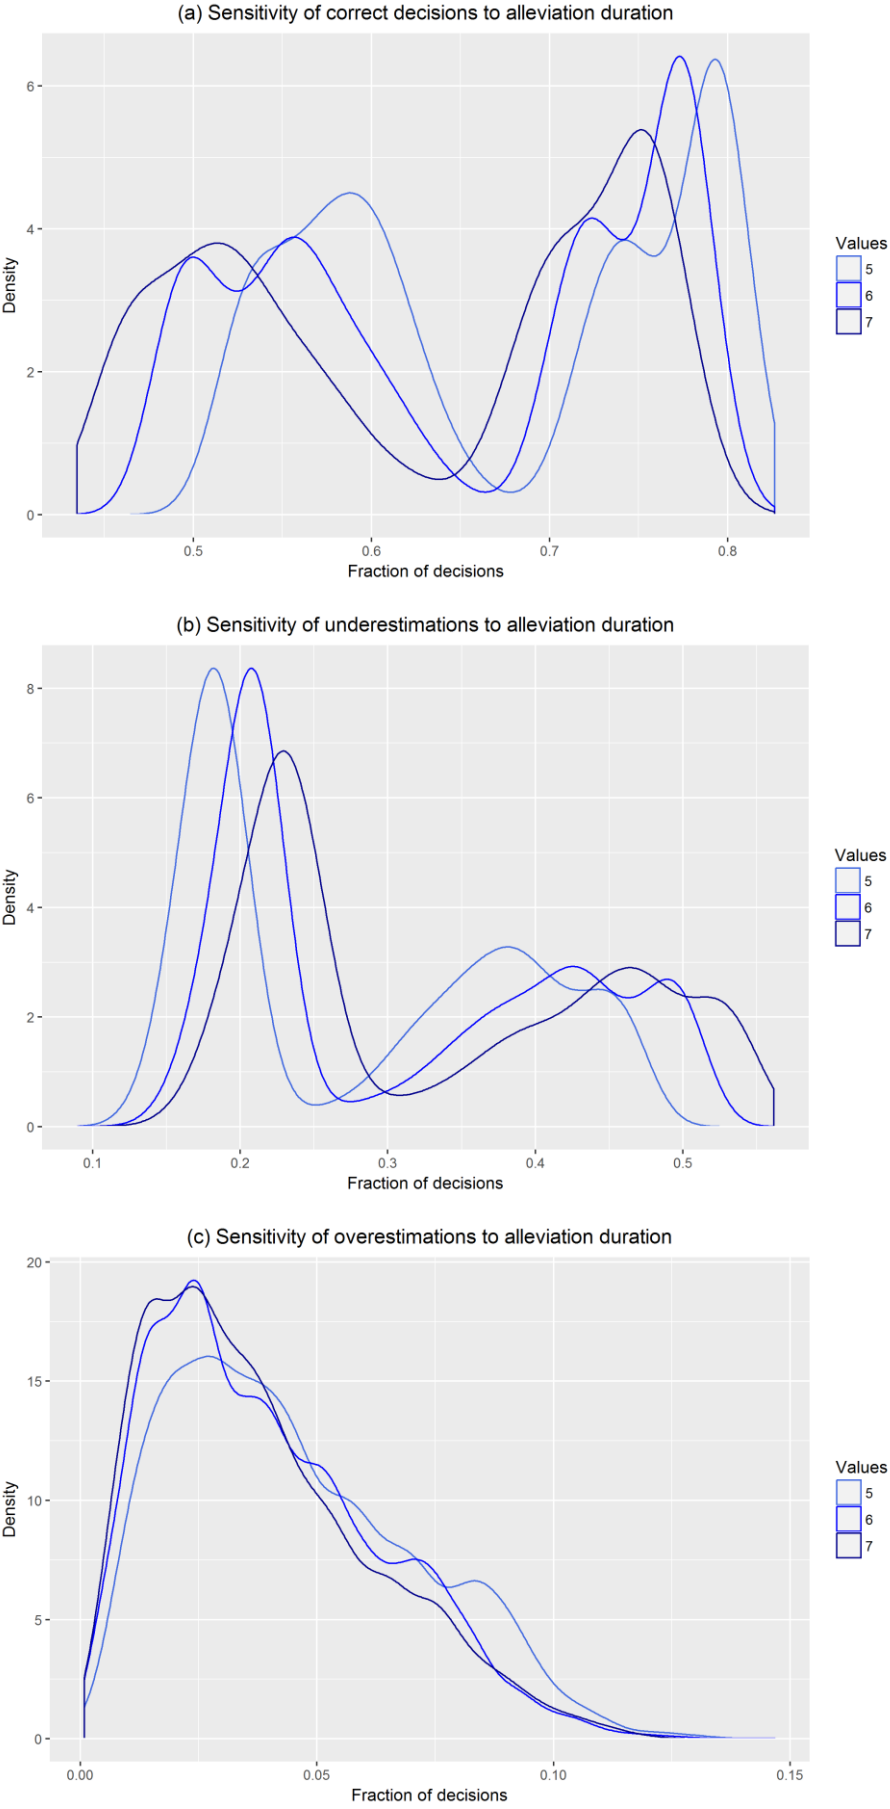 (a) Sensitivity of correct decisions to alleviation duration
6
4
2
0
Density
0.5 0.6 0.7 0.8
Fraction of decisions
Values
5
6
7
(b) Sensitivity of underestimations to alleviation duration
8
6
4
2
0
Density
0.1 0.2 0.3 0.4 0.5
Fraction of decisions
Values
5
6
7
(c) Sensitivity of overestimations to alleviation duration
20
15
10
5
0
Density
0.00 0.05 0.10 0.15
Fraction of decisions
Values
5
6
7